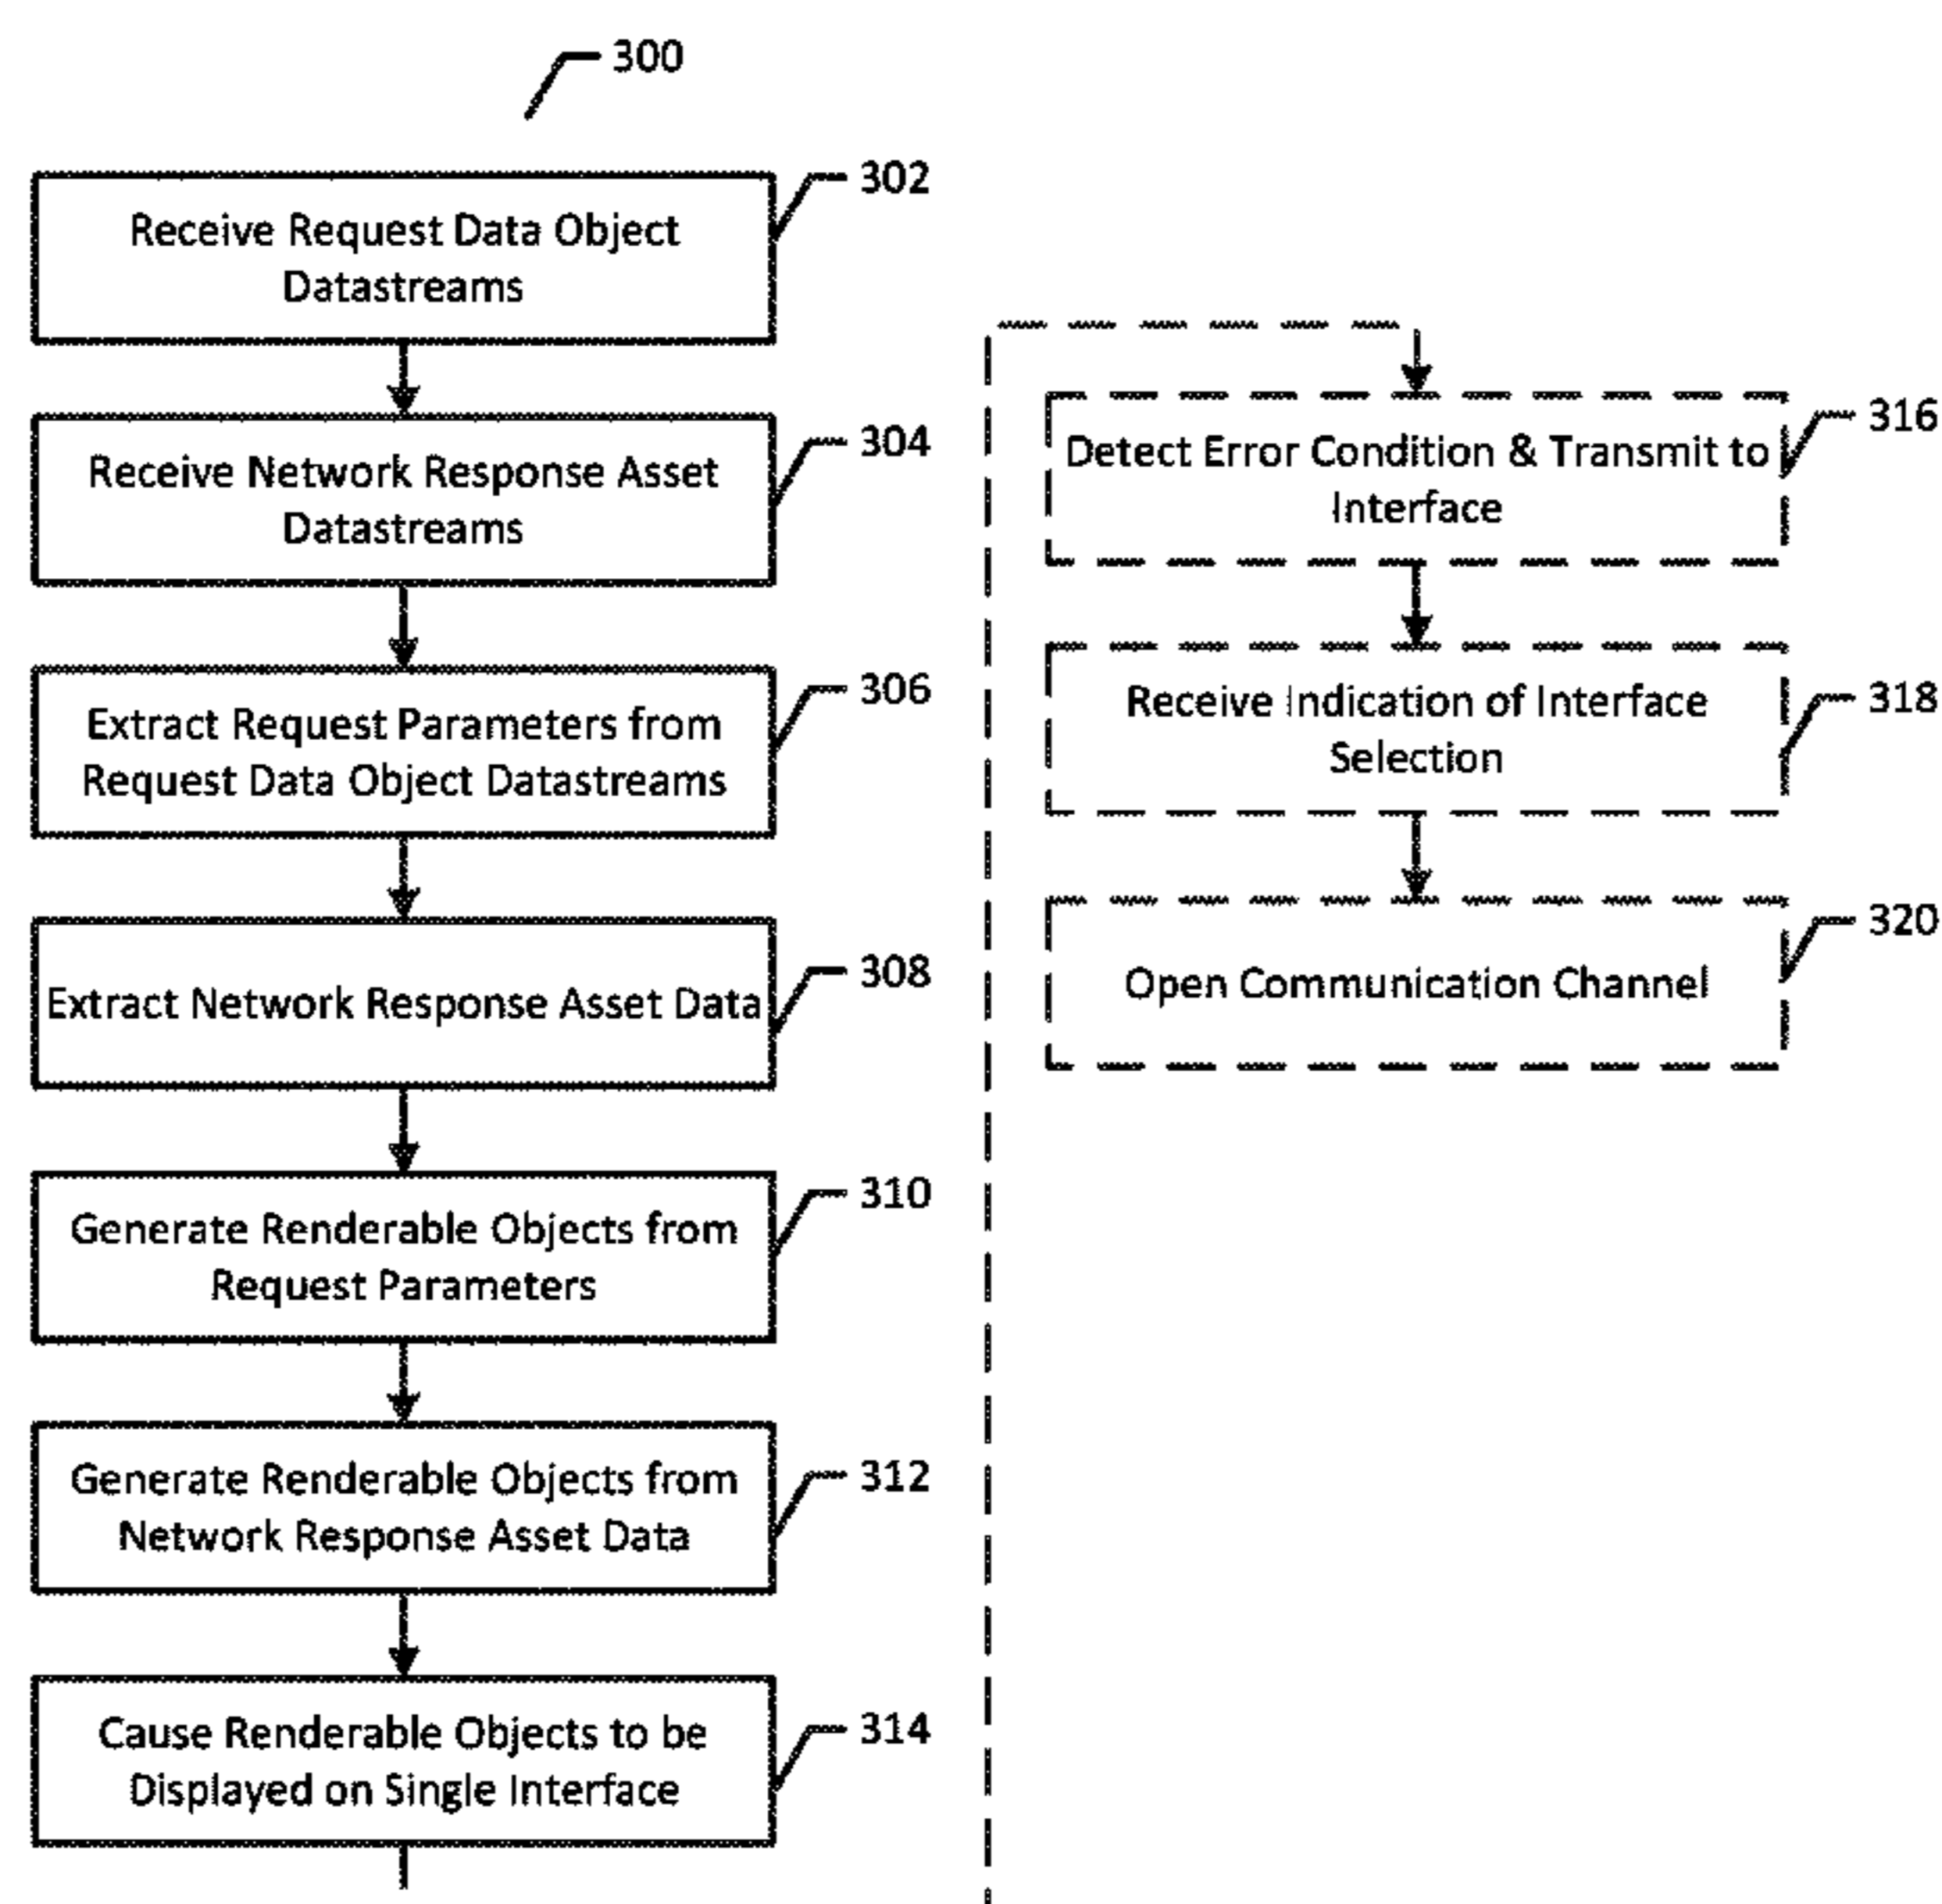 300
302
Receive Request Data Object
Datastreams
304
Receive Network Response Asset
Datastreams
306
Extract Request Parameters from
Request Data Object Datastreams
308
Extract Network Response Asset Data
310
Generate Renderable Objects from
Request Parameters
312
Generate Renderable Objects from
Network Response Asset Data
314
Cause Renderable Objects to be
Displayed on Single Interface
316
Detect Error Condition & Transmit to
Interface
318
Receive Indication of Interface
Selection
320
Open Communication Channel